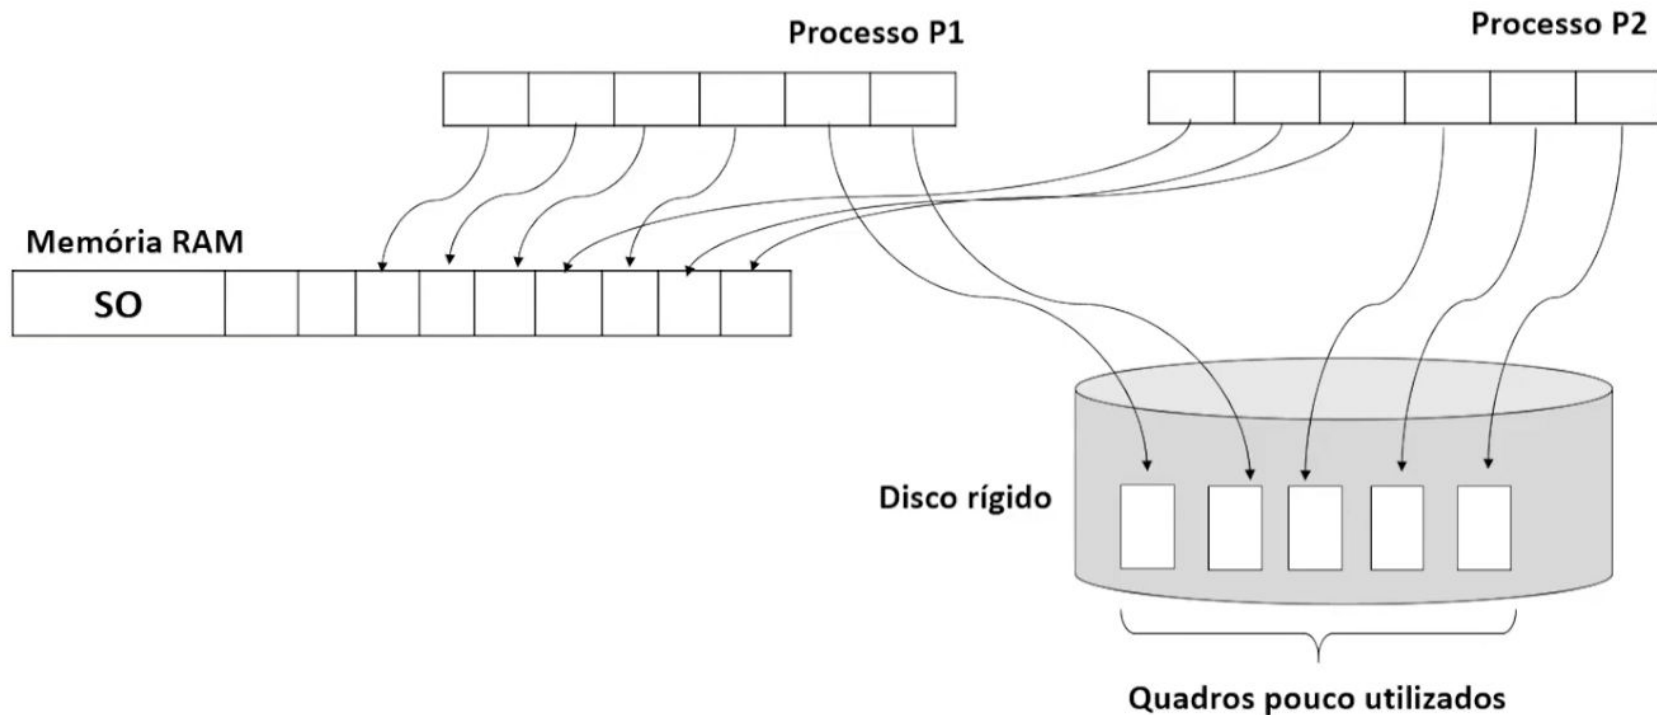 Processo P1
Processo P2
Memória RAM
SO
Disco rígido
Quadros pouco utilizados